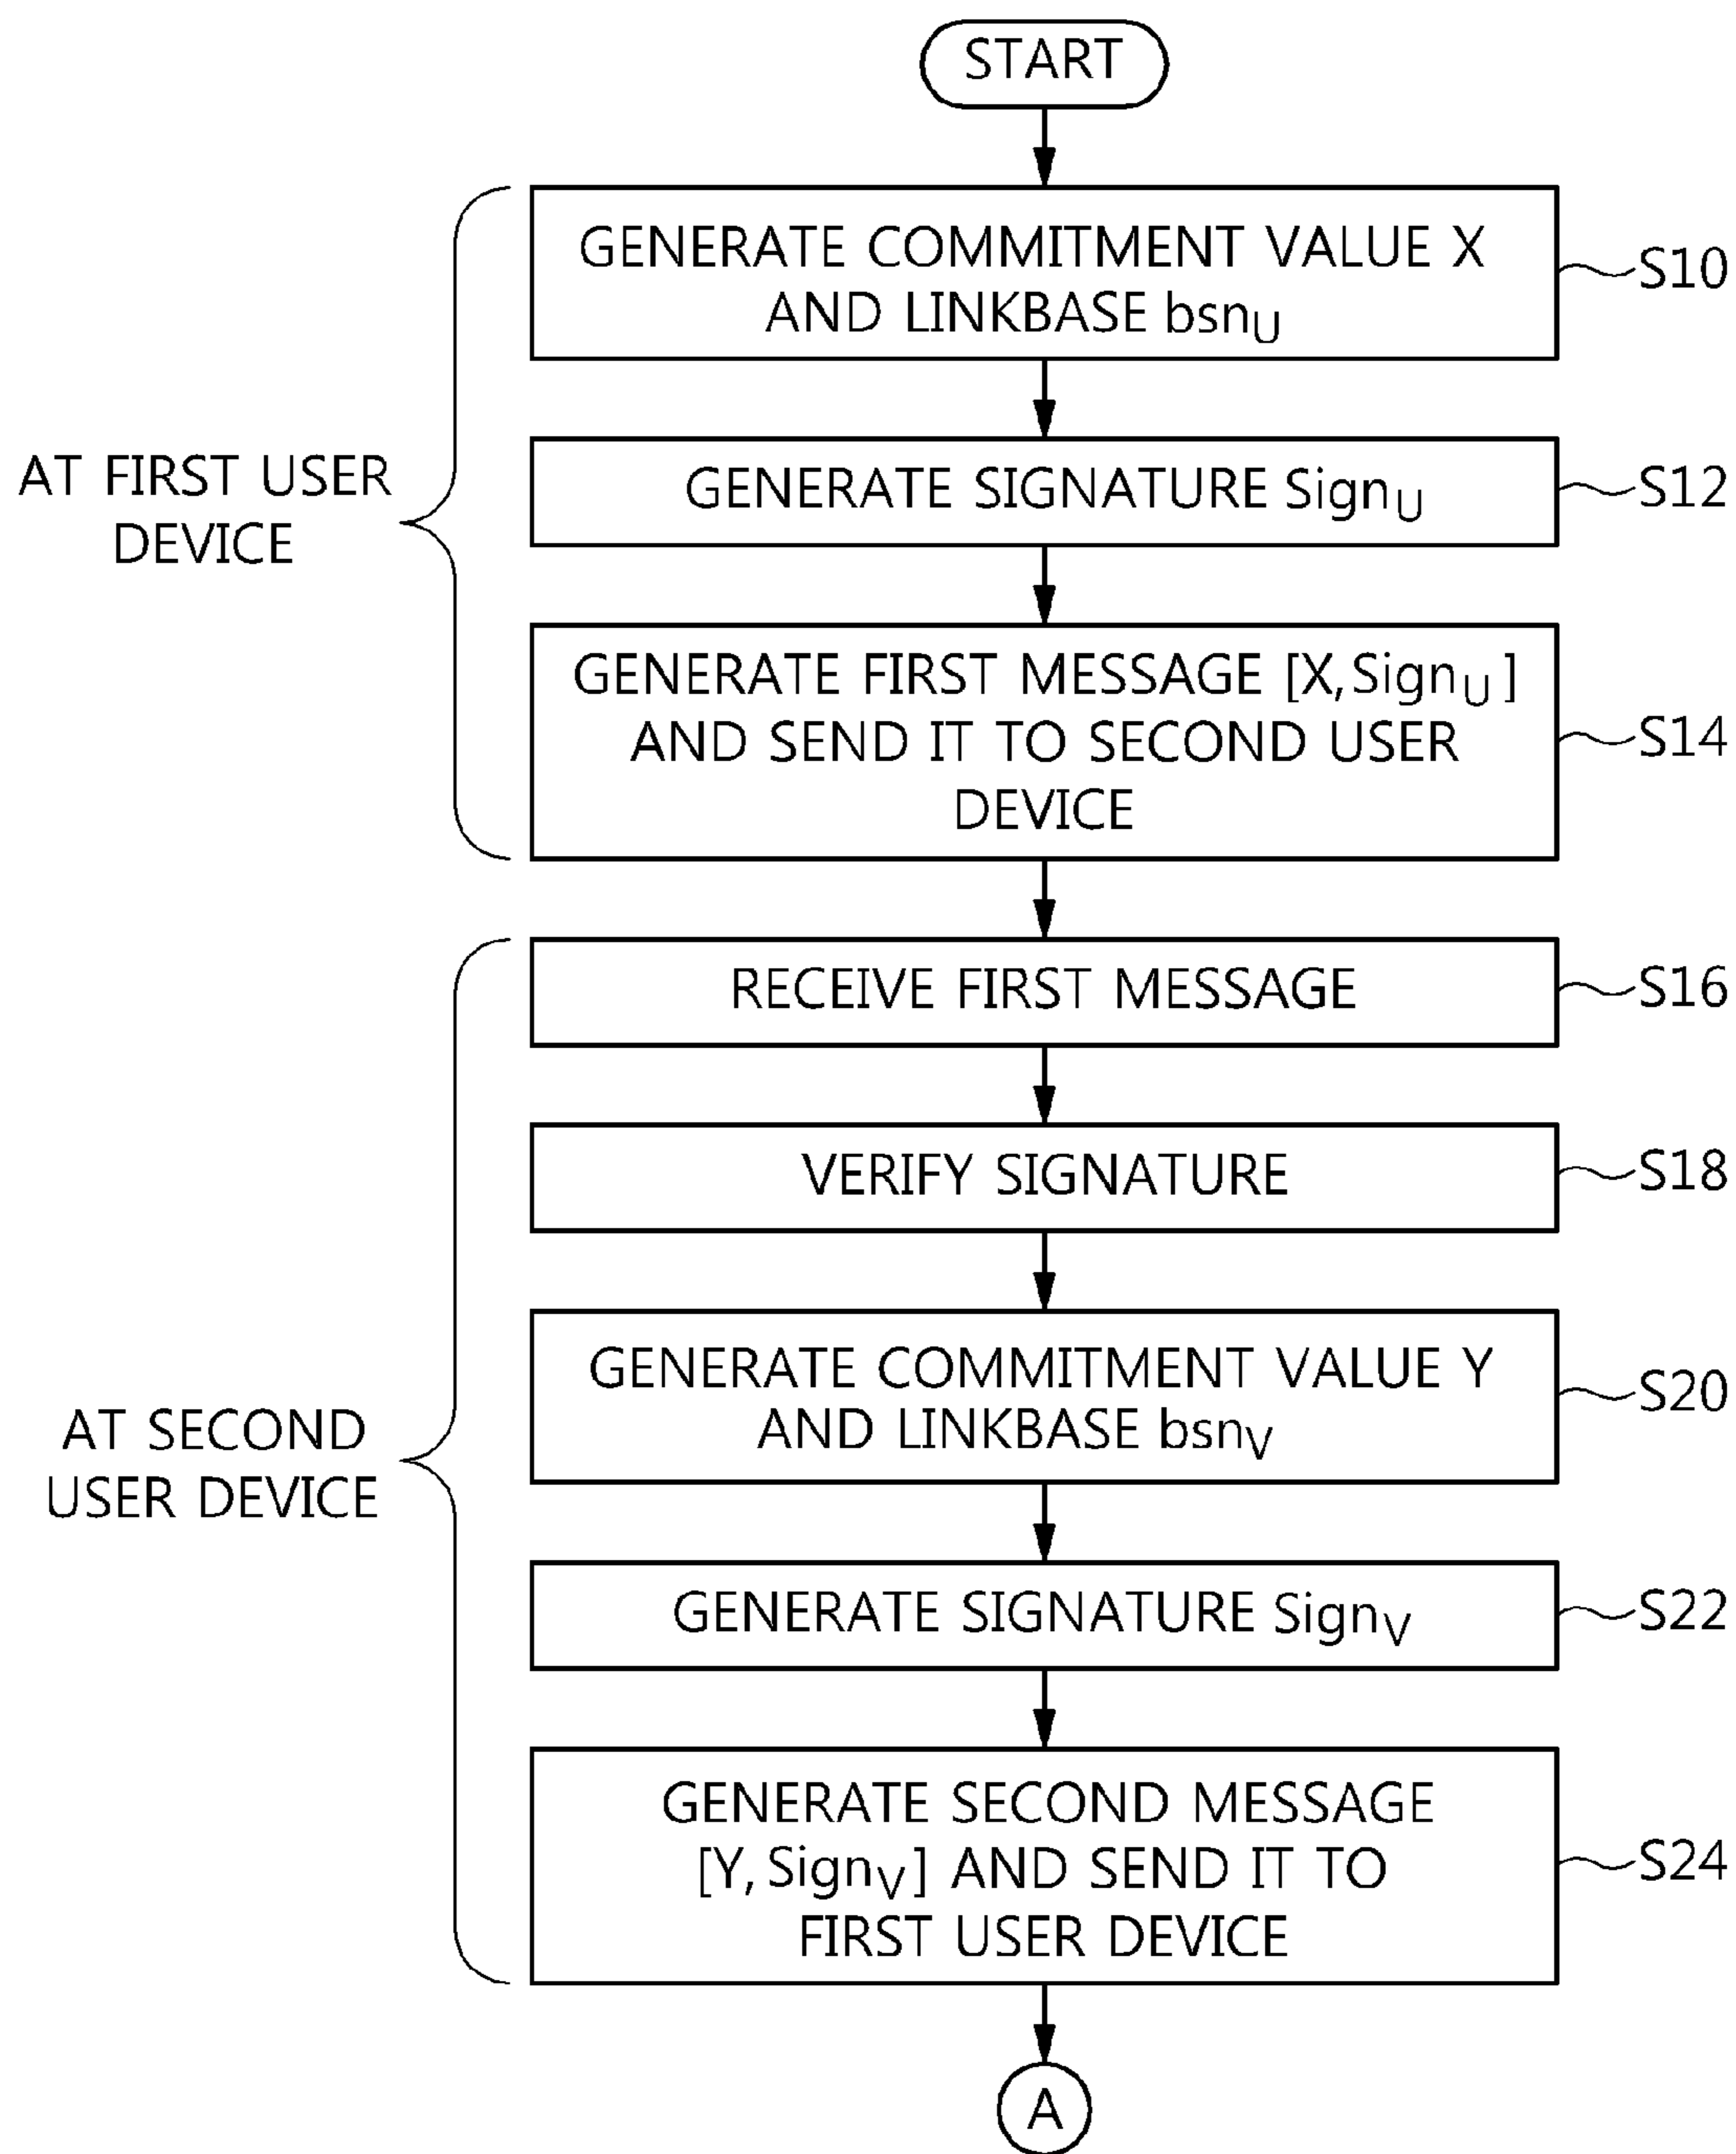 START
GENERATE COMMITMENT VALUE X
AND LINKBASE bsnU
S10
AT FIRST USER
DEVICE
GENERATE SIGNATURE SignU
S12
GENERATE FIRST MESSAGE [X, SignU]
AND SEND IT TO SECOND USER
DEVICE
S14
RECEIVE FIRST MESSAGE
S16
VERIFY SIGNATURE
S18
GENERATE COMMITMENT VALUE Y
AND LINKBASE bsnV
S20
AT SECOND
USER DEVICE
GENERATE SIGNATURE SignV
S22
GENERATE SECOND MESSAGE
[Y, SignV] AND SEND IT TO
FIRST USER DEVICE
S24
A